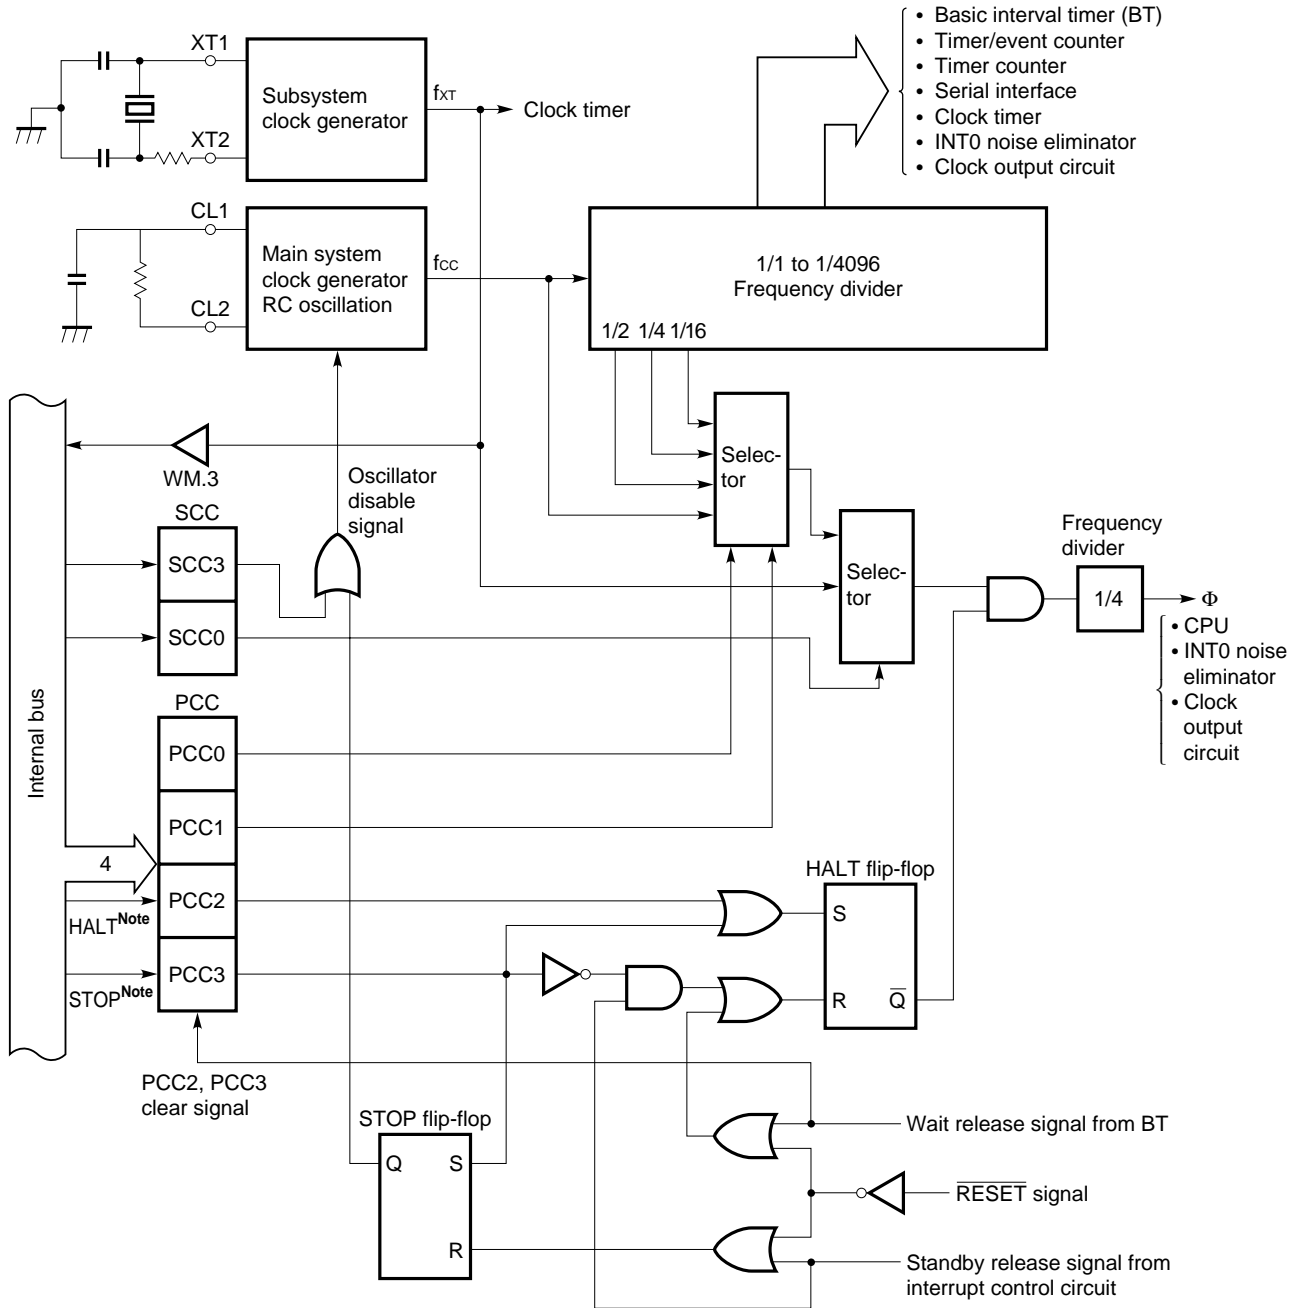 • Basic interval timer (BT)
• Timer/event counter
• Timer counter
• Serial interface
• Clock timer
• INT0 noise eliminator
• Clock output circuit
XT1
Subsystem
clock generator
fXT
Clock timer
XT2
CL1
Main system
clock generator
RC oscillation
fCC
CL2
1/1 to 1/4096
Frequency divider
1/2 1/4 1/16
WM.3
Oscillator
disable
signal
Selec-
tor
SCC
SCC3
SCC0
Selec-
tor
Frequency
divider
1/4
Φ
• CPU
• INT0 noise
eliminator
• Clock
output
circuit
Internal bus
PCC
PCC0
PCC1
4
PCC2
HALTNote
PCC3
STOPNote
HALT flip-flop
S
R
Q̅
PCC2, PCC3
clear signal
STOP flip-flop
Q
S
R
Wait release signal from BT
R̅E̅S̅E̅T̅ signal
Standby release signal from
interrupt control circuit